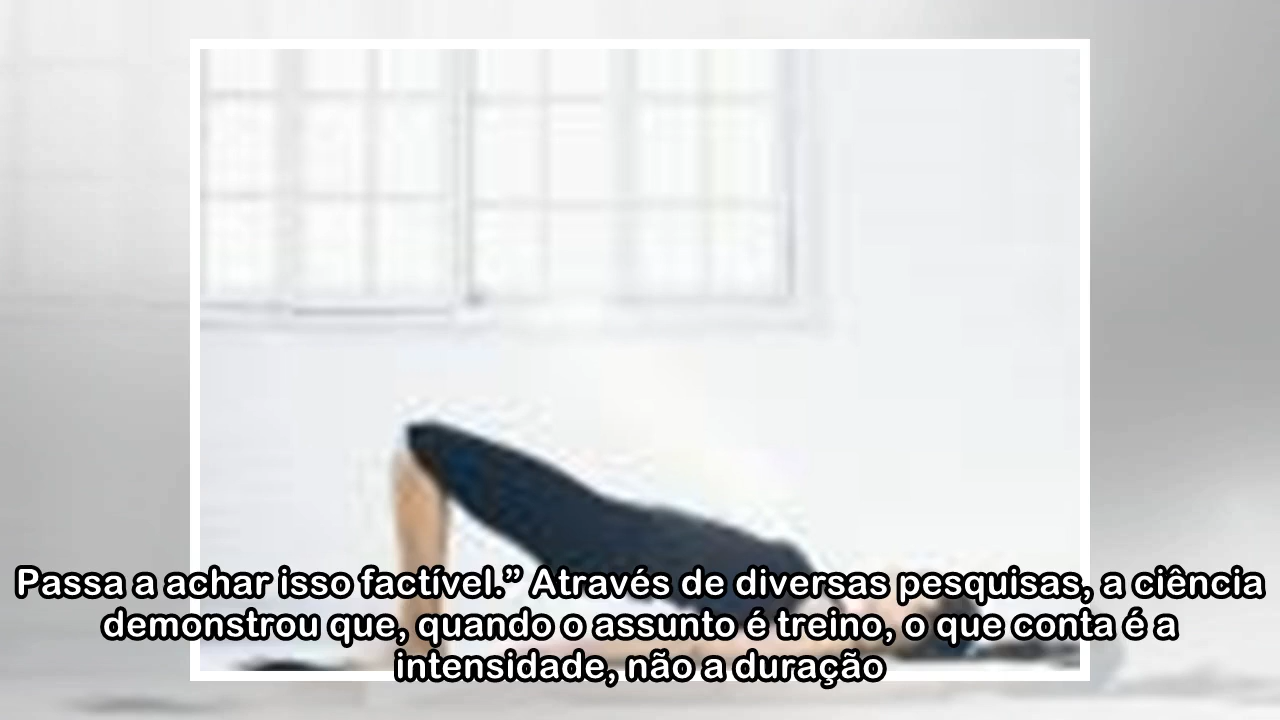 Passa a achar isso factível.” Através de diversas pesquisas, a ciência
demonstrou que, quando o assunto é treino, o que conta é a
intensidade, não a duração